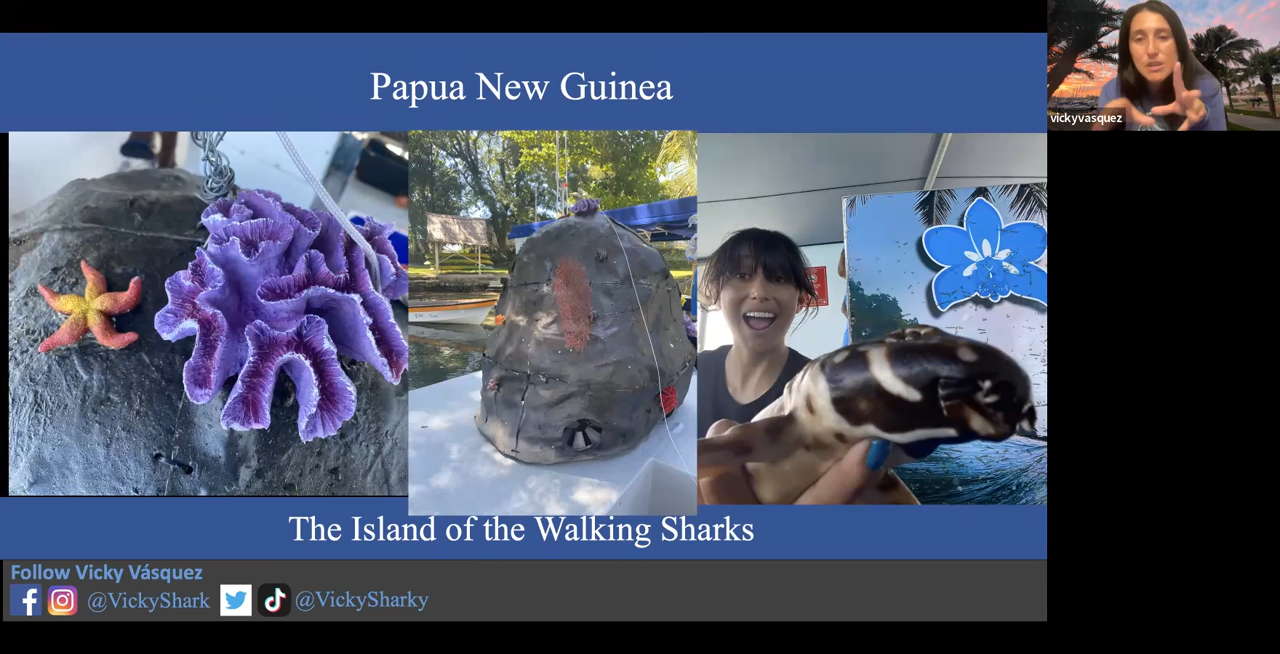 Papua New Guinea
vickyvasquez
The Island of the Walking Sharks
Follow Vicky Vásquez
@VickyShark @VickySharky